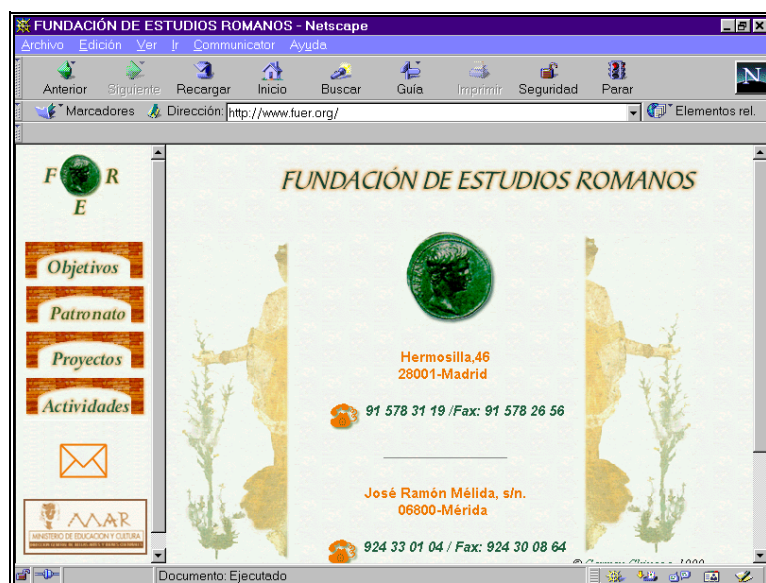 FUNDACIÓN DE ESTUDIOS ROMANOS - Netscape
Archivo Edición Ver Ir Communicator Ayuda
Anterior Siguiente Recargar Inicio Buscar Guía Imprimir Seguridad Parar
N
Marcadores Dirección: http://www.fuer.org/ Elementos rel.
F R
E
Objetivos
Patronato
Proyectos
Actividades
MAR
MINISTERIO DE EDUCACION Y CULTURA
FUNDACIÓN DE ESTUDIOS ROMANOS
Hermosilla,46
28001-Madrid
91 578 31 19 /Fax: 91 578 26 56
José Ramón Mélida, s/n.
06800-Mérida
924 33 01 04 / Fax: 924 30 08 64
Documento: Ejecutado